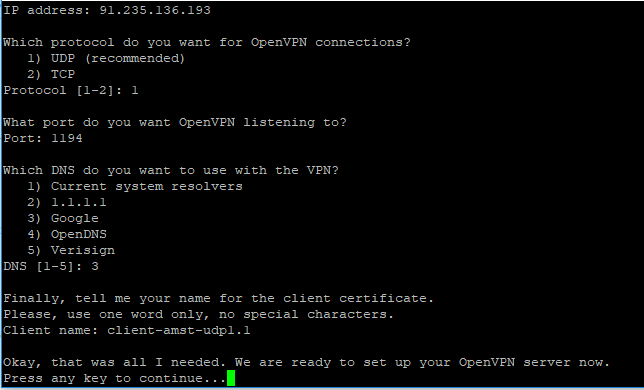 IP address: 91.235.136.193
Which protocol do you want for OpenVPN connections?
1) UDP (recommended)
2) TCP
Protocol [1-2]: 1
What port do you want OpenVPN listening to?
Port: 1194
Which DNS do you want to use with the VPN?
1) Current system resolvers
2) 1.1.1.1
3) Google
4) OpenDNS
5) Verisign
DNS [1-5]: 3
Finally, tell me your name for the client certificate.
Please, use one word only, no special characters.
Client name: client-amst-udp1.1
Okay, that was all I needed. We are ready to set up your OpenVPN server now.
Press any key to continue...